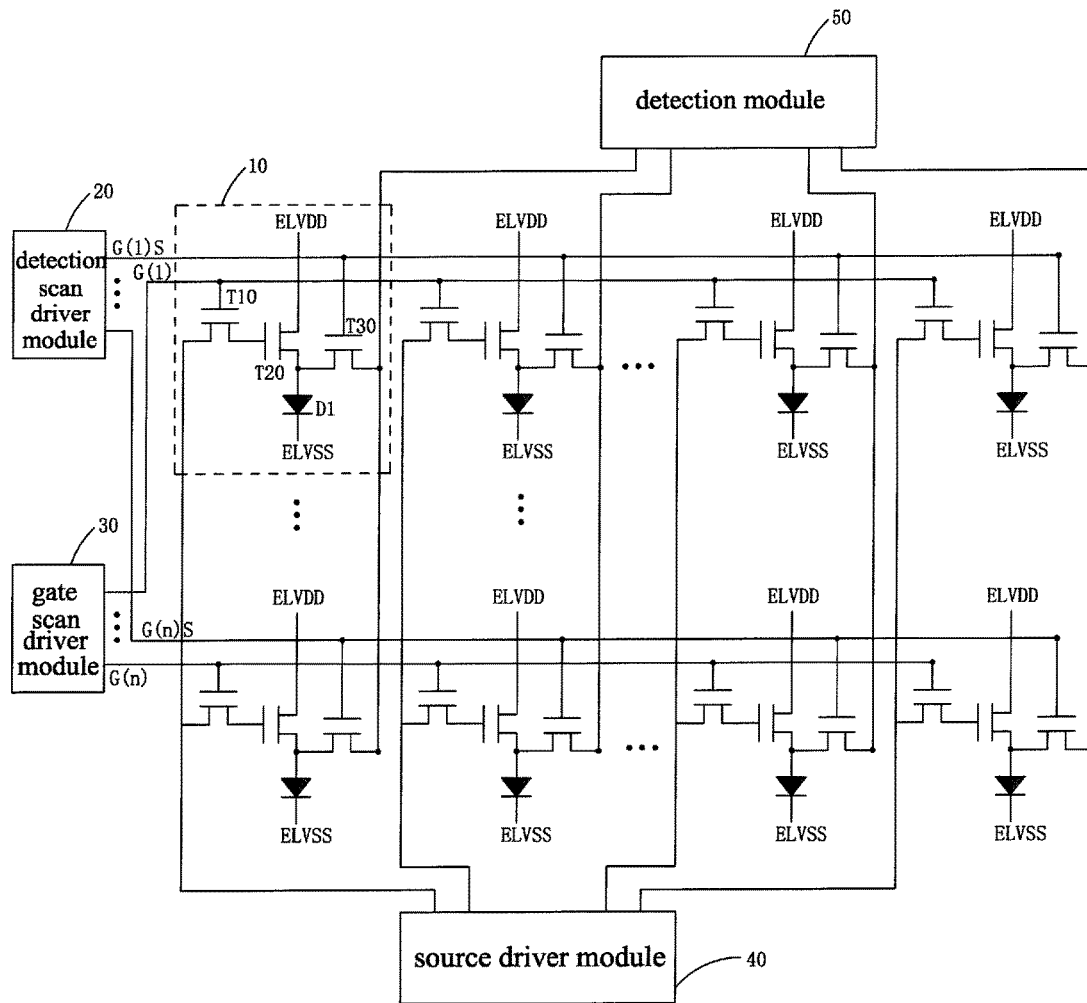 50
detection module
10
20
ELVDD
ELVDD
ELVDD
ELVDD
detection
scan
driver
module
G(1)S
G(1)
T10
T30
T20
D1
ELVSS
ELVSS
ELVSS
ELVSS
30
gate
scan
driver
module
ELVDD
ELVDD
ELVDD
ELVDD
G(n)S
G(n)
ELVSS
ELVSS
ELVSS
ELVSS
source driver module
40